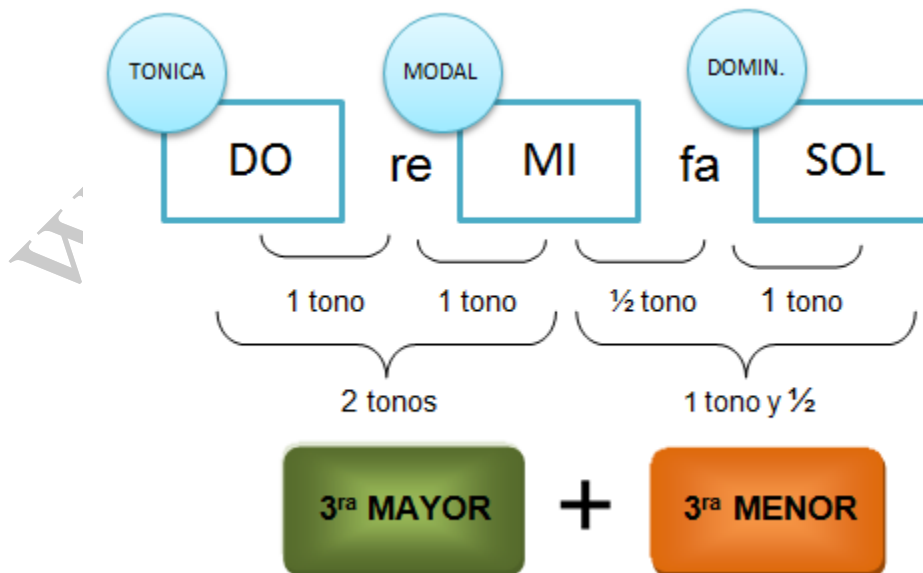 TONICA MODAL DOMIN.
DO re MI fa SOL
1 tono 1 tono ½ tono 1 tono
2 tonos 1 tono y ½
3ra MAYOR + 3ra MENOR